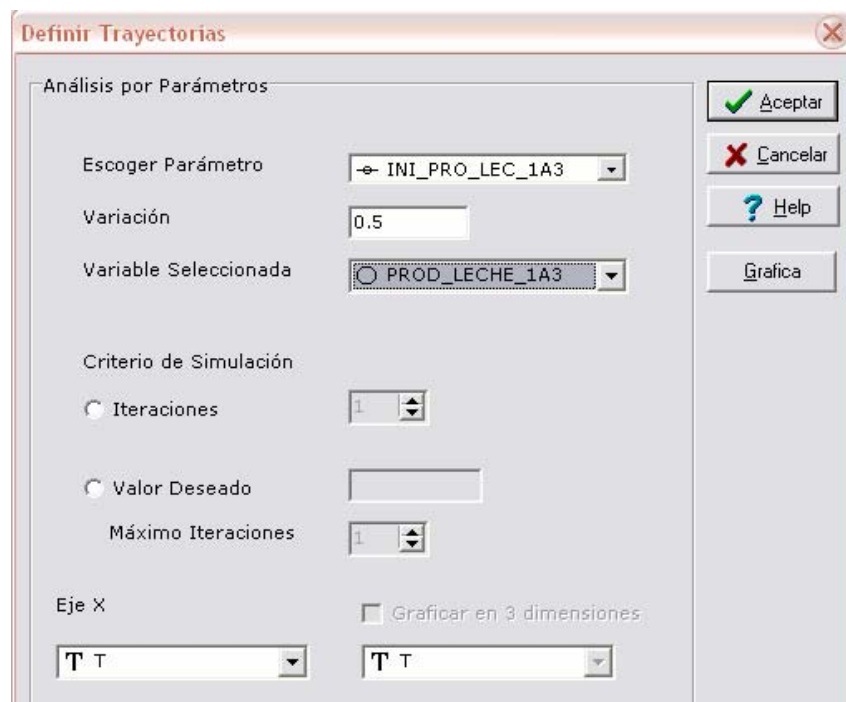 Definir Trayectorias
Análisis por Parámetros
Aceptar
Escoger Parámetro
INI_PRO_LEC_1A3
Cancelar
Variación
0.5
Help
Variable Seleccionada
PROD_LECHE_1A3
Grafica
Criterio de Simulación
Iteraciones
1
Valor Deseado
Máximo Iteraciones
1
Eje X
Graficar en 3 dimensiones
T T
T T